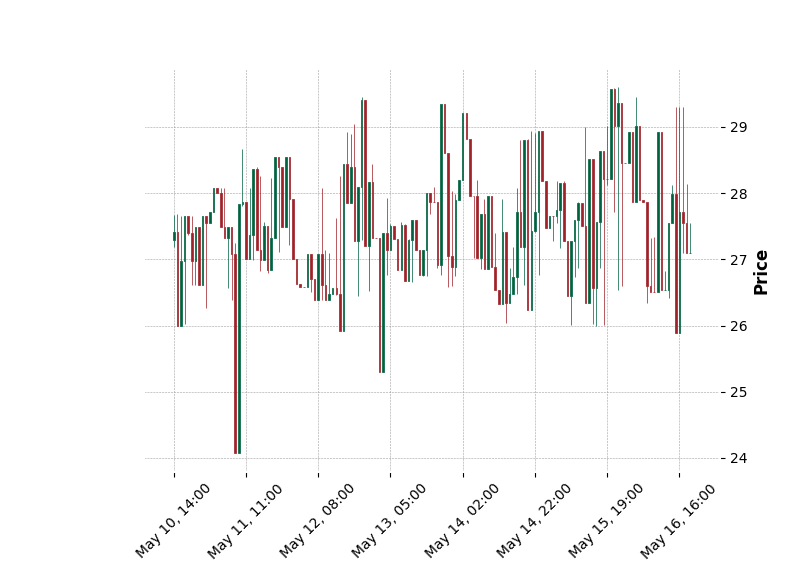 29
28
27
26
25
24
Price
May 10, 14:00
May 11, 11:00
May 12, 08:00
May 13, 05:00
May 14, 02:00
May 14, 22:00
May 15, 19:00
May 16, 16:00